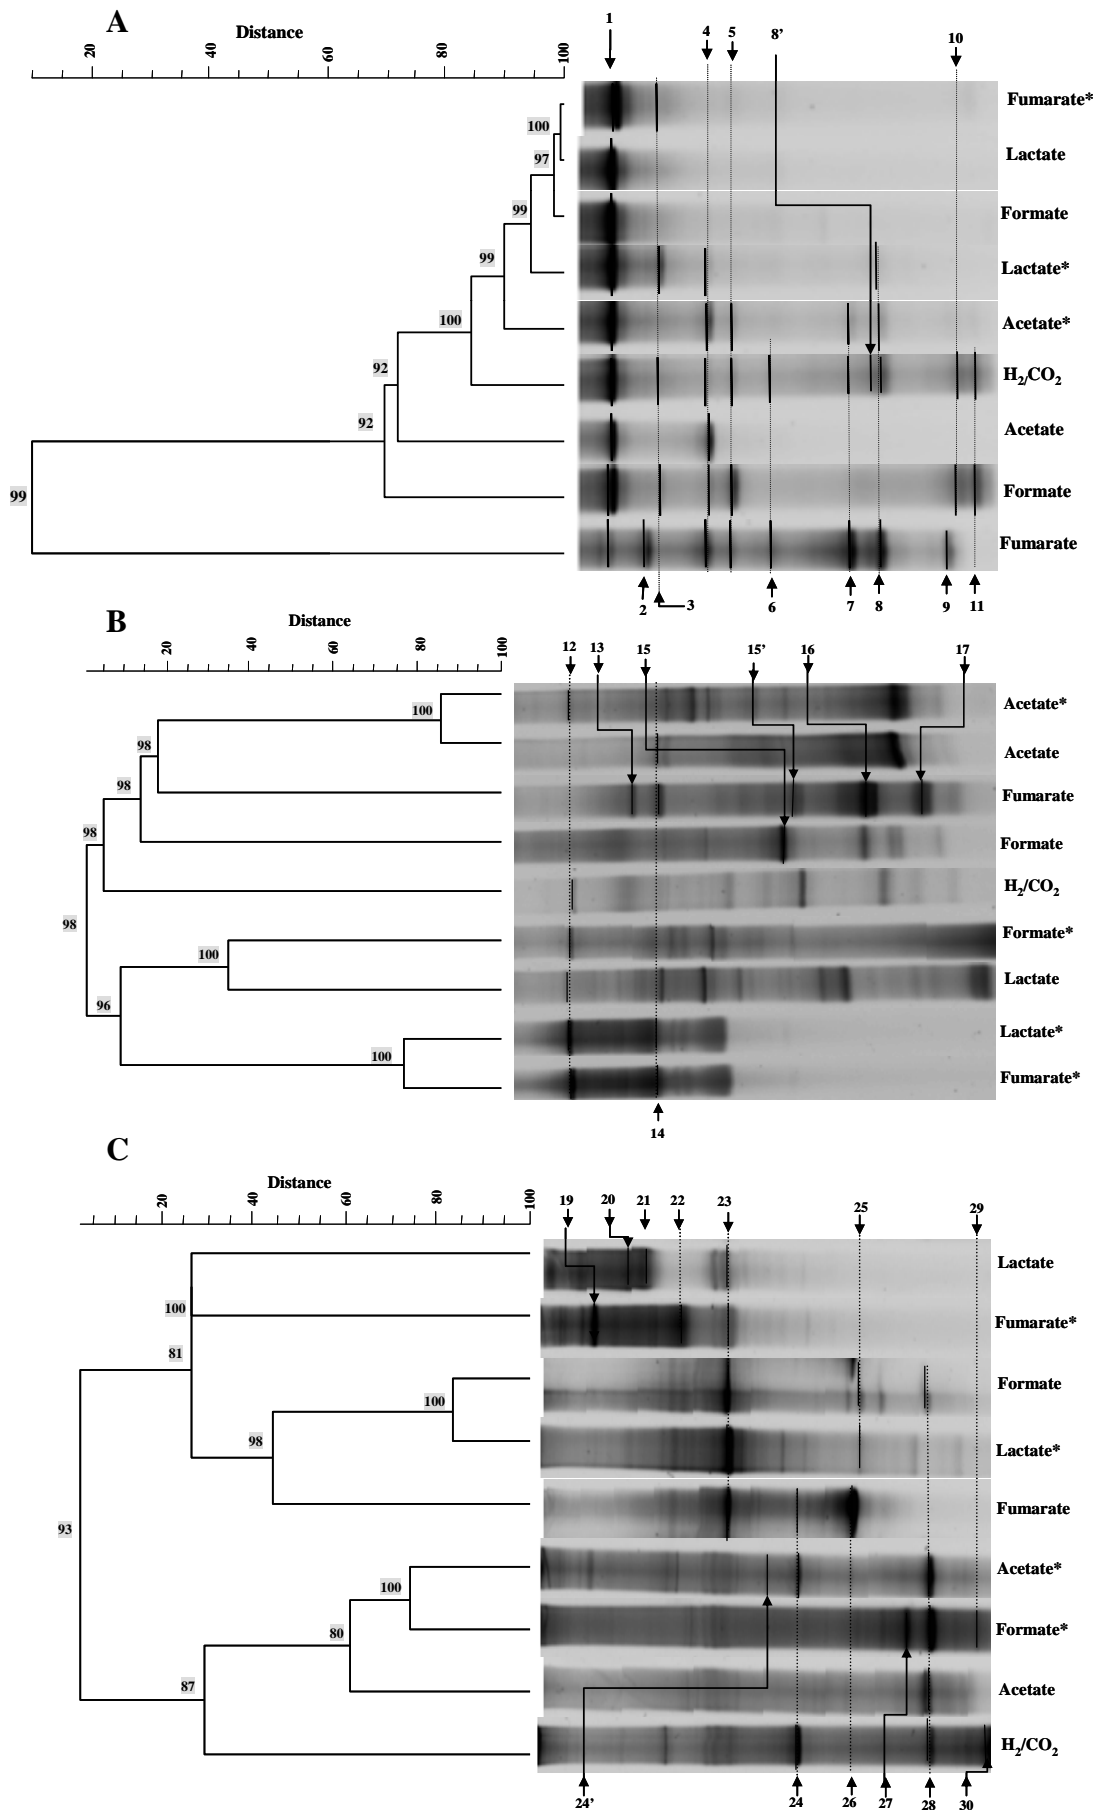 A
Distance
20 40 60 80 100
1 4 5 8' 10
100
97
99
99
100
92
92
99
Fumarate*
Lactate
Formate
Lactate*
Acetate*
H2/CO2
Acetate
Formate
Fumarate
2 3 6 7 8 9 11
B
Distance
20 40 60 80 100
12 13 15 15' 16 17
100
98
98
98
98
100
96
100
Acetate*
Acetate
Fumarate
Formate
H2/CO2
Formate*
Lactate
Lactate*
Fumarate*
14
C
Distance
20 40 60 80 100
19 20 21 22 23 25 29
100
81
100
98
93
100
80
87
Lactate
Fumarate*
Formate
Lactate*
Fumarate
Acetate*
Formate*
Acetate
H2/CO2
24' 24 26 27 28 30